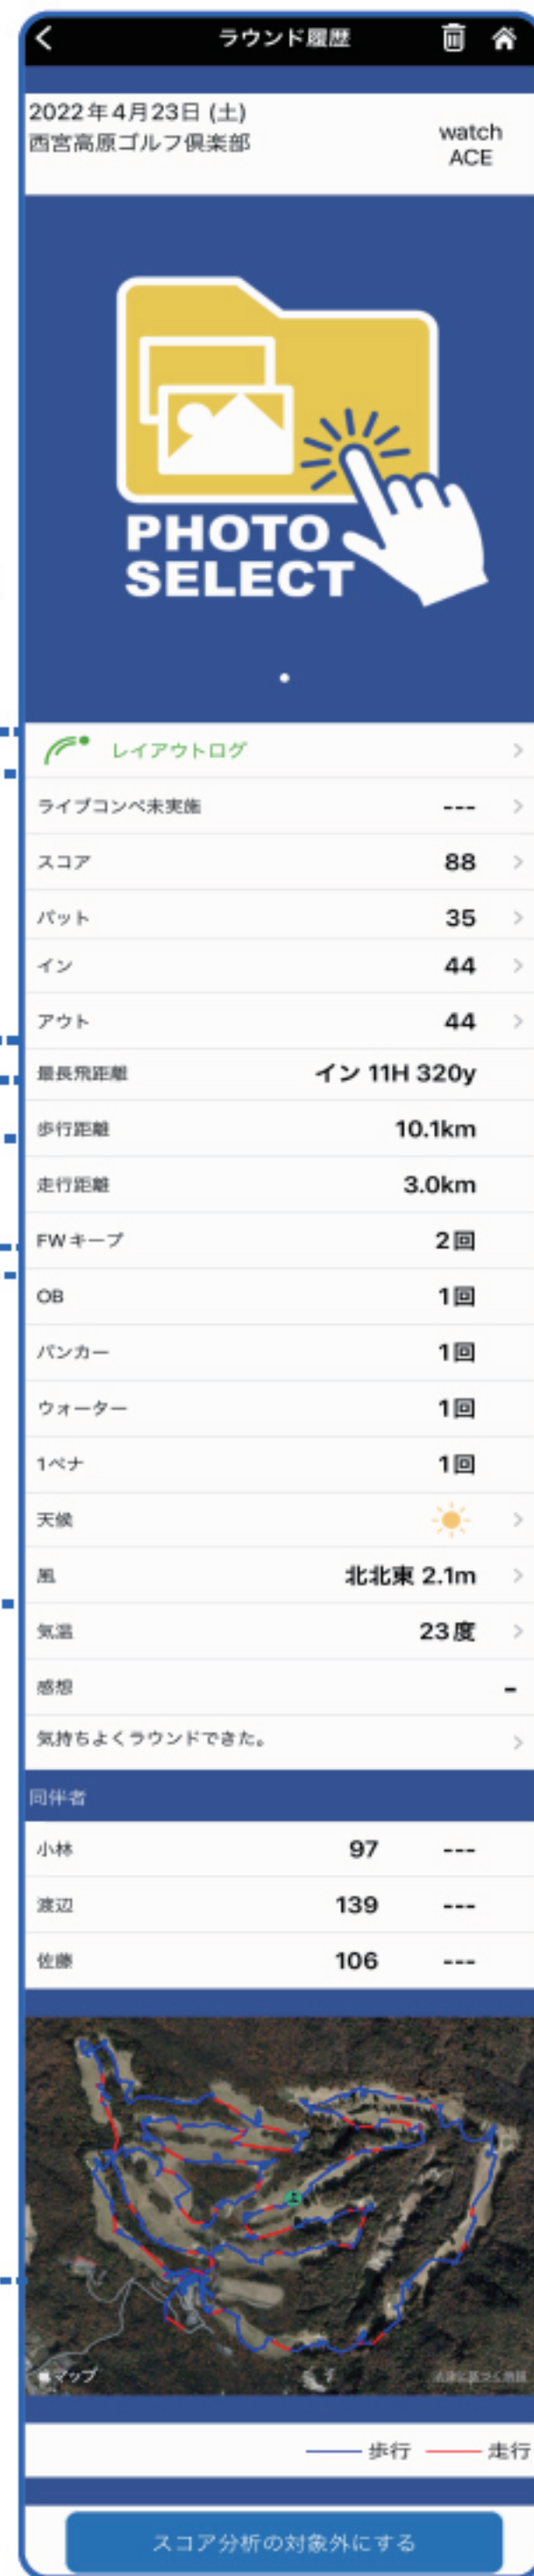 ラウンド履歴
2022年4月23日 (土)
西宮高原ゴルフ倶楽部
watch
ACE
PHOTO
SELECT
レイアウトログ
ライブコンペ未実施 ---
スコア 88
パット 35
イン 44
アウト 44
最長飛距離 イン 11H 320y
歩行距離 10.1km
走行距離 3.0km
FWキープ 2回
OB 1回
バンカー 1回
ウォーター 1回
1ペナ 1回
天候
風 北北東 2.1m
気温 23度
感想 -
気持ちよくラウンドできた。
同伴者
小林 97 ---
渡辺 139 ---
佐藤 106 ---
マップ
歩行 走行
スコア分析の対象外にする